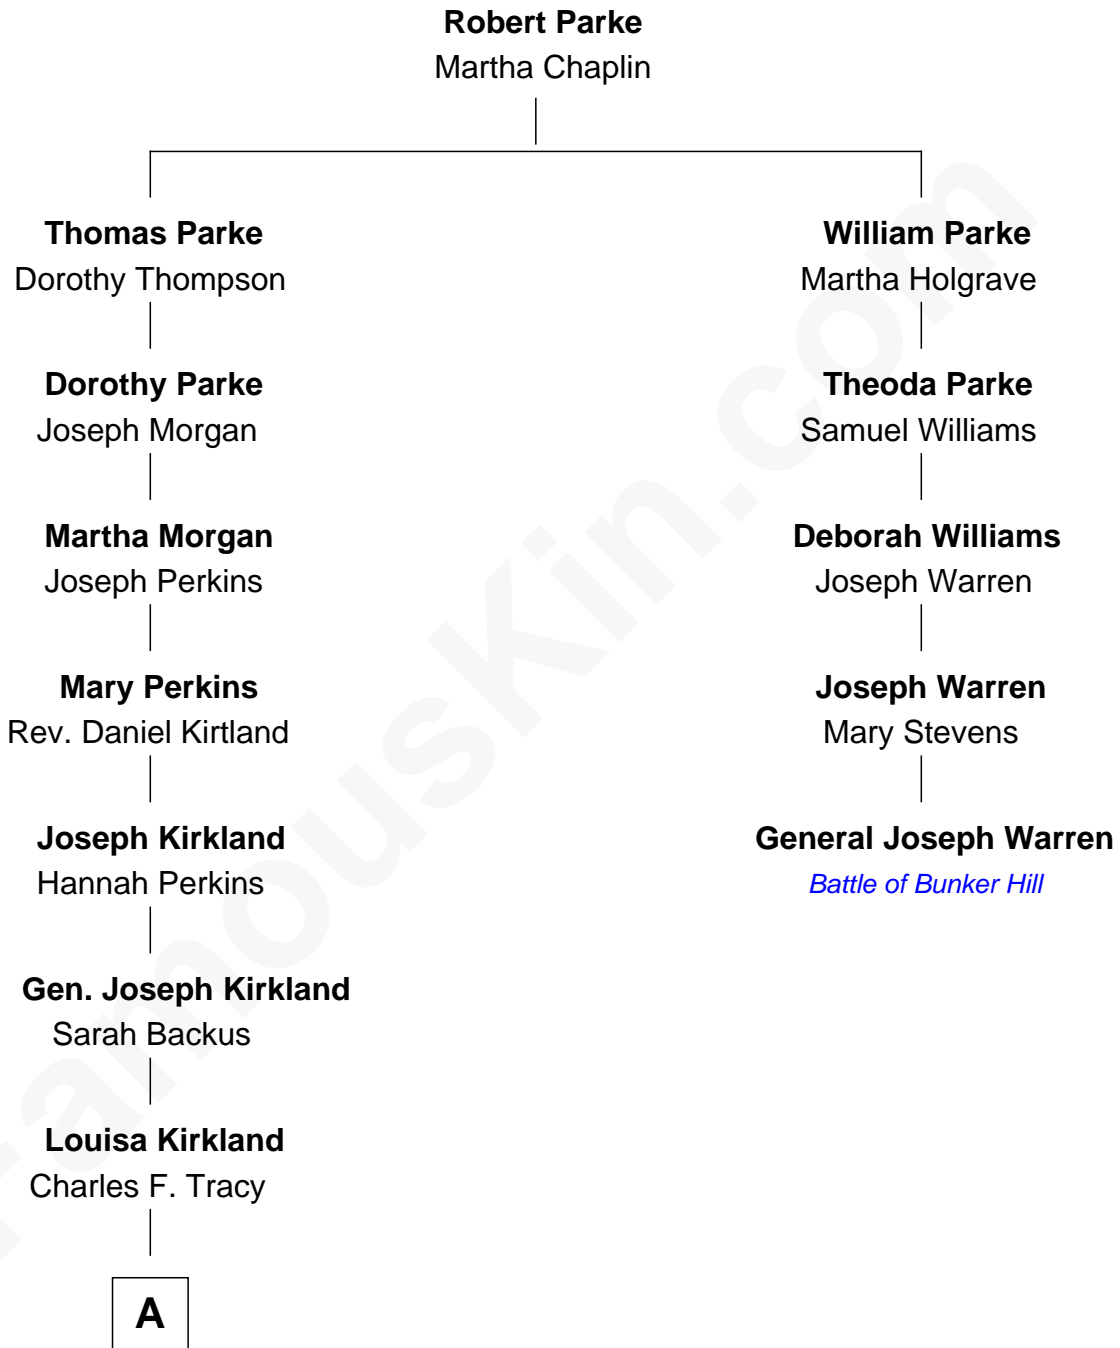 Robert Parke
Martha Chaplin
Thomas Parke
Dorothy Thompson
William Parke
Martha Holgrave
Dorothy Parke
Joseph Morgan
Theoda Parke
Samuel Williams
Martha Morgan
Joseph Perkins
Deborah Williams
Joseph Warren
Mary Perkins
Rev. Daniel Kirtland
Joseph Warren
Mary Stevens
Joseph Kirkland
Hannah Perkins
General Joseph Warren
Battle of Bunker Hill
Gen. Joseph Kirkland
Sarah Backus
Louisa Kirkland
Charles F. Tracy
A
FamousKin.com